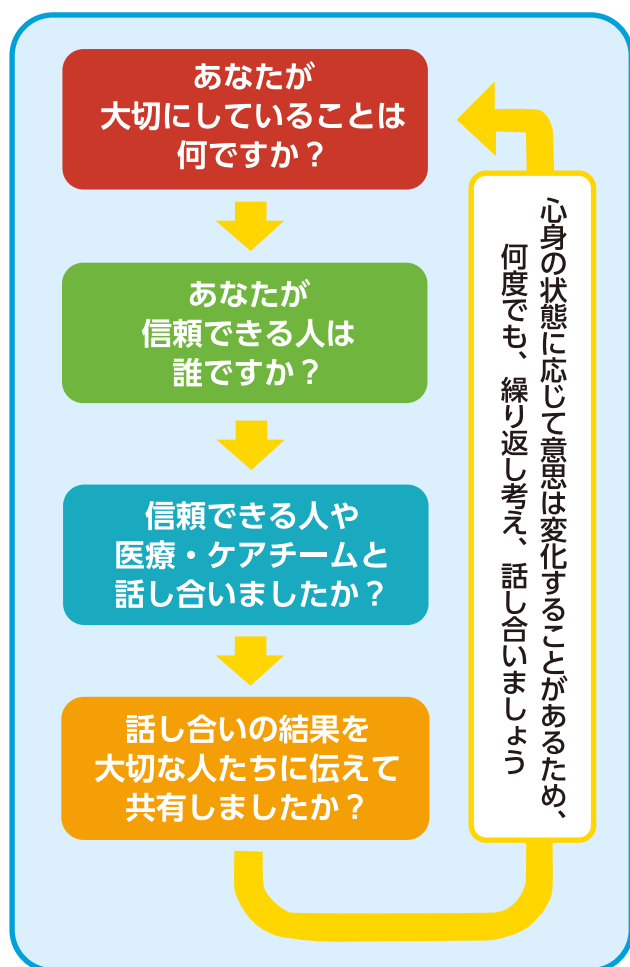 あなたが
大切にしていることは
何ですか？
あなたが
信頼できる人は
誰ですか？
信頼できる人や
医療・ケアチームと
話し合いましたか？
話し合いの結果を
大切な人たちに伝えて
共有しましたか？
心身の状態に応じて意思は変化することがあるため、
何度でも、繰り返し考え、話し合いましょう